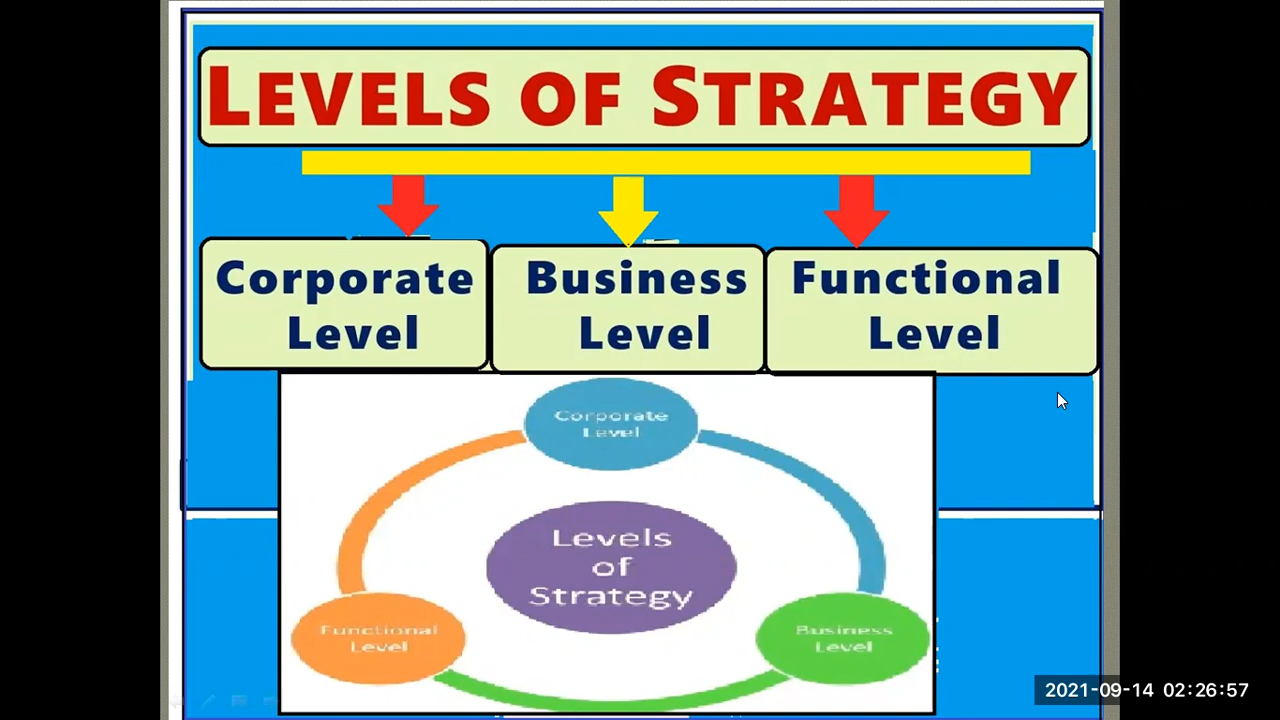 LEVELS OF STRATEGY
Corporate
Level
Business
Level
Functional
Level
Corporate
Level
Levels
of
Strategy
Functional
Level
Business
Level
2021-09-14 02:26:57